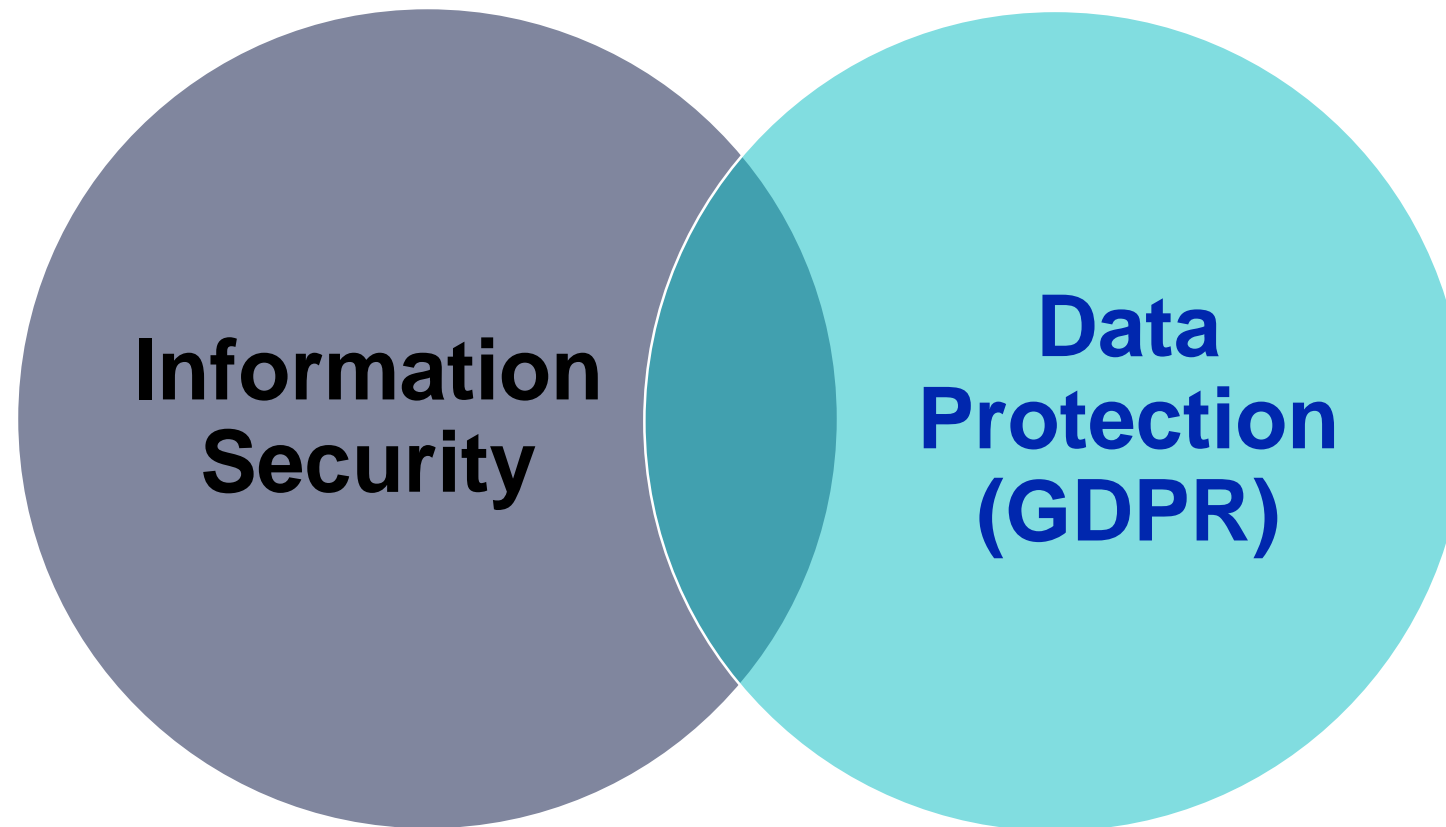 Information
Security
Data
Protection
(GDPR)